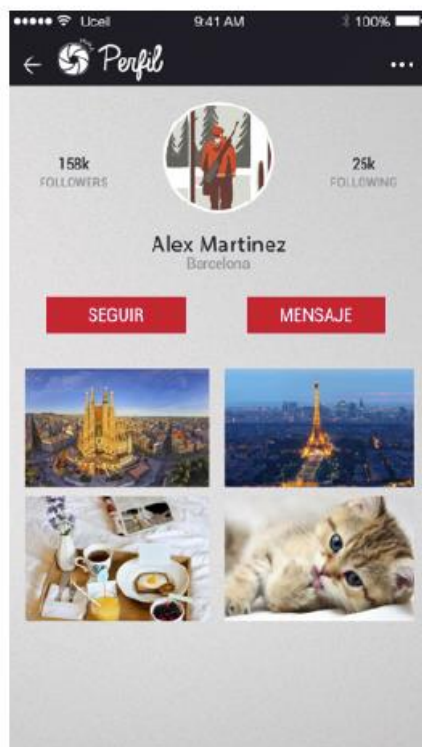 Ucell 9:41 AM 100%
Perfil
158k
FOLLOWERS
25k
FOLLOWING
Alex Martinez
Barcelona
SEGUIR MENSAJE